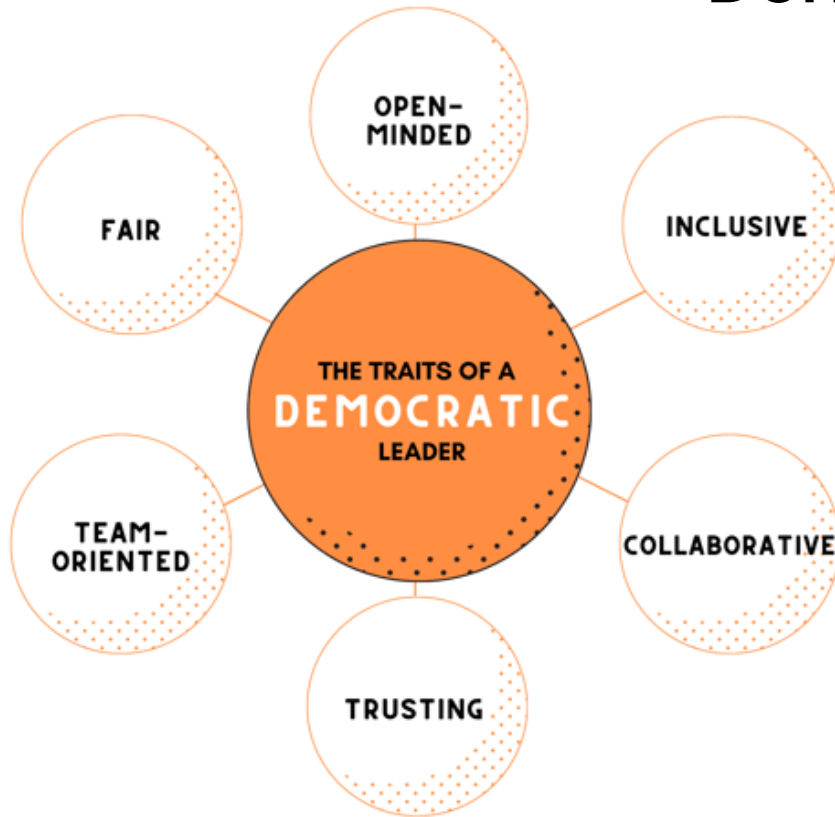 OPEN-
MINDED
INCLUSIVE
FAIR
THE TRAITS OF A
DEMOCRATIC
LEADER
TEAM-
ORIENTED
COLLABORATIVE
TRUSTING